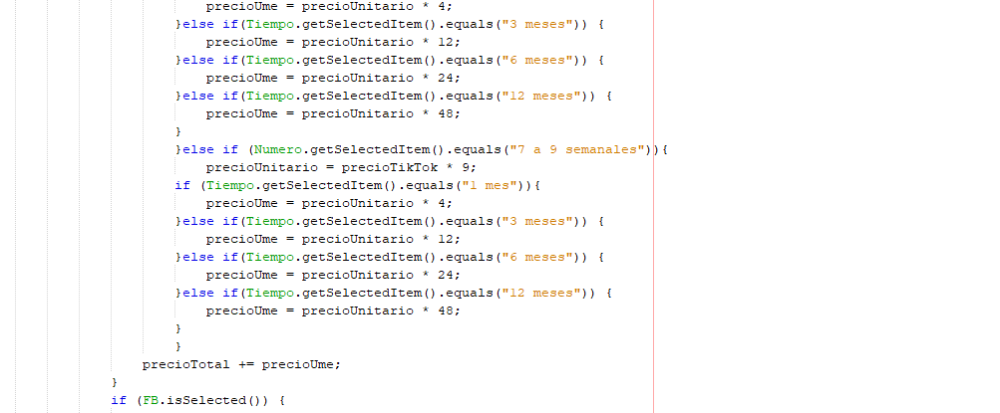 precioUme = precioUnitario * 4;
}else if(Tiempo.getSelectedItem().equals("3 meses")) {
precioUme = precioUnitario * 12;
}else if(Tiempo.getSelectedItem().equals("6 meses")) {
precioUme = precioUnitario * 24;
}else if(Tiempo.getSelectedItem().equals("12 meses")) {
precioUme = precioUnitario * 48;
}
}else if (Numero.getSelectedItem().equals("7 a 9 semanales")){
precioUnitario = precioTikTok * 9;
if (Tiempo.getSelectedItem().equals("1 mes")){
precioUme = precioUnitario * 4;
}else if(Tiempo.getSelectedItem().equals("3 meses")) {
precioUme = precioUnitario * 12;
}else if(Tiempo.getSelectedItem().equals("6 meses")) {
precioUme = precioUnitario * 24;
}else if(Tiempo.getSelectedItem().equals("12 meses")) {
precioUme = precioUnitario * 48;
}
}
precioTotal += precioUme;
}
if (FB.isSelected()) {